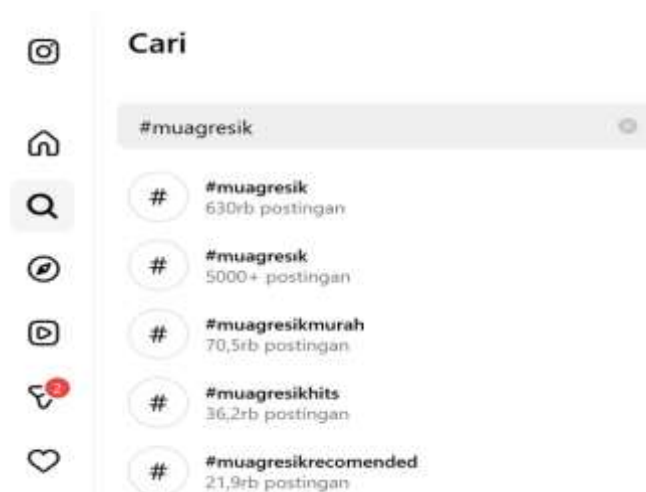 Cari
#muagresik
#muagresik
630rb postingan
#muagresik
5000+ postingan
#muagresikmurah
70,5rb postingan
#muagresikhits
36,2rb postingan
#muagresikrecomended
21,9rb postingan
2